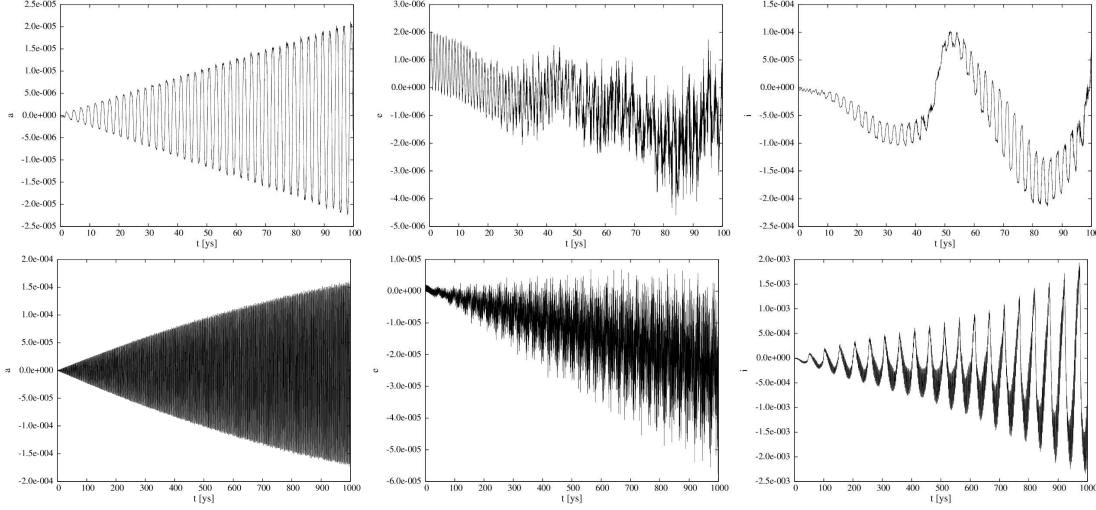 2.5e-005
2.0e-005
1.5e-005
1.0e-005
5.0e-006
0.0e+000
-5.0e-006
-1.0e-005
-1.5e-005
-2.0e-005
-2.5e-005
a
0 10 20 30 40 50 60 70 80 90 100
t [ys]
3.0e-006
2.0e-006
1.0e-006
0.0e+000
-1.0e-006
-2.0e-006
-3.0e-006
-4.0e-006
-5.0e-006
e
0 10 20 30 40 50 60 70 80 90 100
t [ys]
1.5e-004
1.0e-004
5.0e-005
0.0e+000
-5.0e-005
-1.0e-004
-1.5e-004
-2.0e-004
-2.5e-004
i
0 10 20 30 40 50 60 70 80 90 100
t [ys]
2.0e-004
1.5e-004
1.0e-004
5.0e-005
0.0e+000
-5.0e-005
-1.0e-004
-1.5e-004
-2.0e-004
a
0 100 200 300 400 500 600 700 800 900 1000
t [ys]
1.0e-005
0.0e+000
-1.0e-005
-2.0e-005
-3.0e-005
-4.0e-005
-5.0e-005
-6.0e-005
e
0 100 200 300 400 500 600 700 800 900 1000
t [ys]
2.0e-003
1.5e-003
1.0e-003
5.0e-004
0.0e+000
-5.0e-004
-1.0e-003
-1.5e-003
-2.0e-003
-2.5e-003
i
0 100 200 300 400 500 600 700 800 900 1000
t [ys]